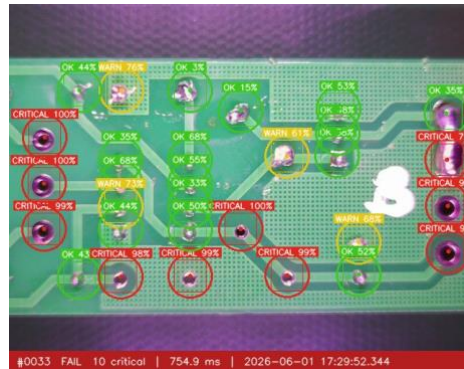 OK 44%
WARN 76%
OK 3%
OK 15%
OK 53%
OK 35%
CRITICAL 100%
OK 35%
OK 68%
WARN 61%
CRITICAL 100%
OK 68%
OK 55%
WARN 73%
OK 33%
CRITICAL 99%
OK 44%
OK 50%
CRITICAL 100%
WARN 68%
OK 43
CRITICAL 98%
CRITICAL 99%
CRITICAL 99%
OK 52%
#0033 FAIL 10 critical | 754.9 ms | 2026-06-01 17:29:52.344